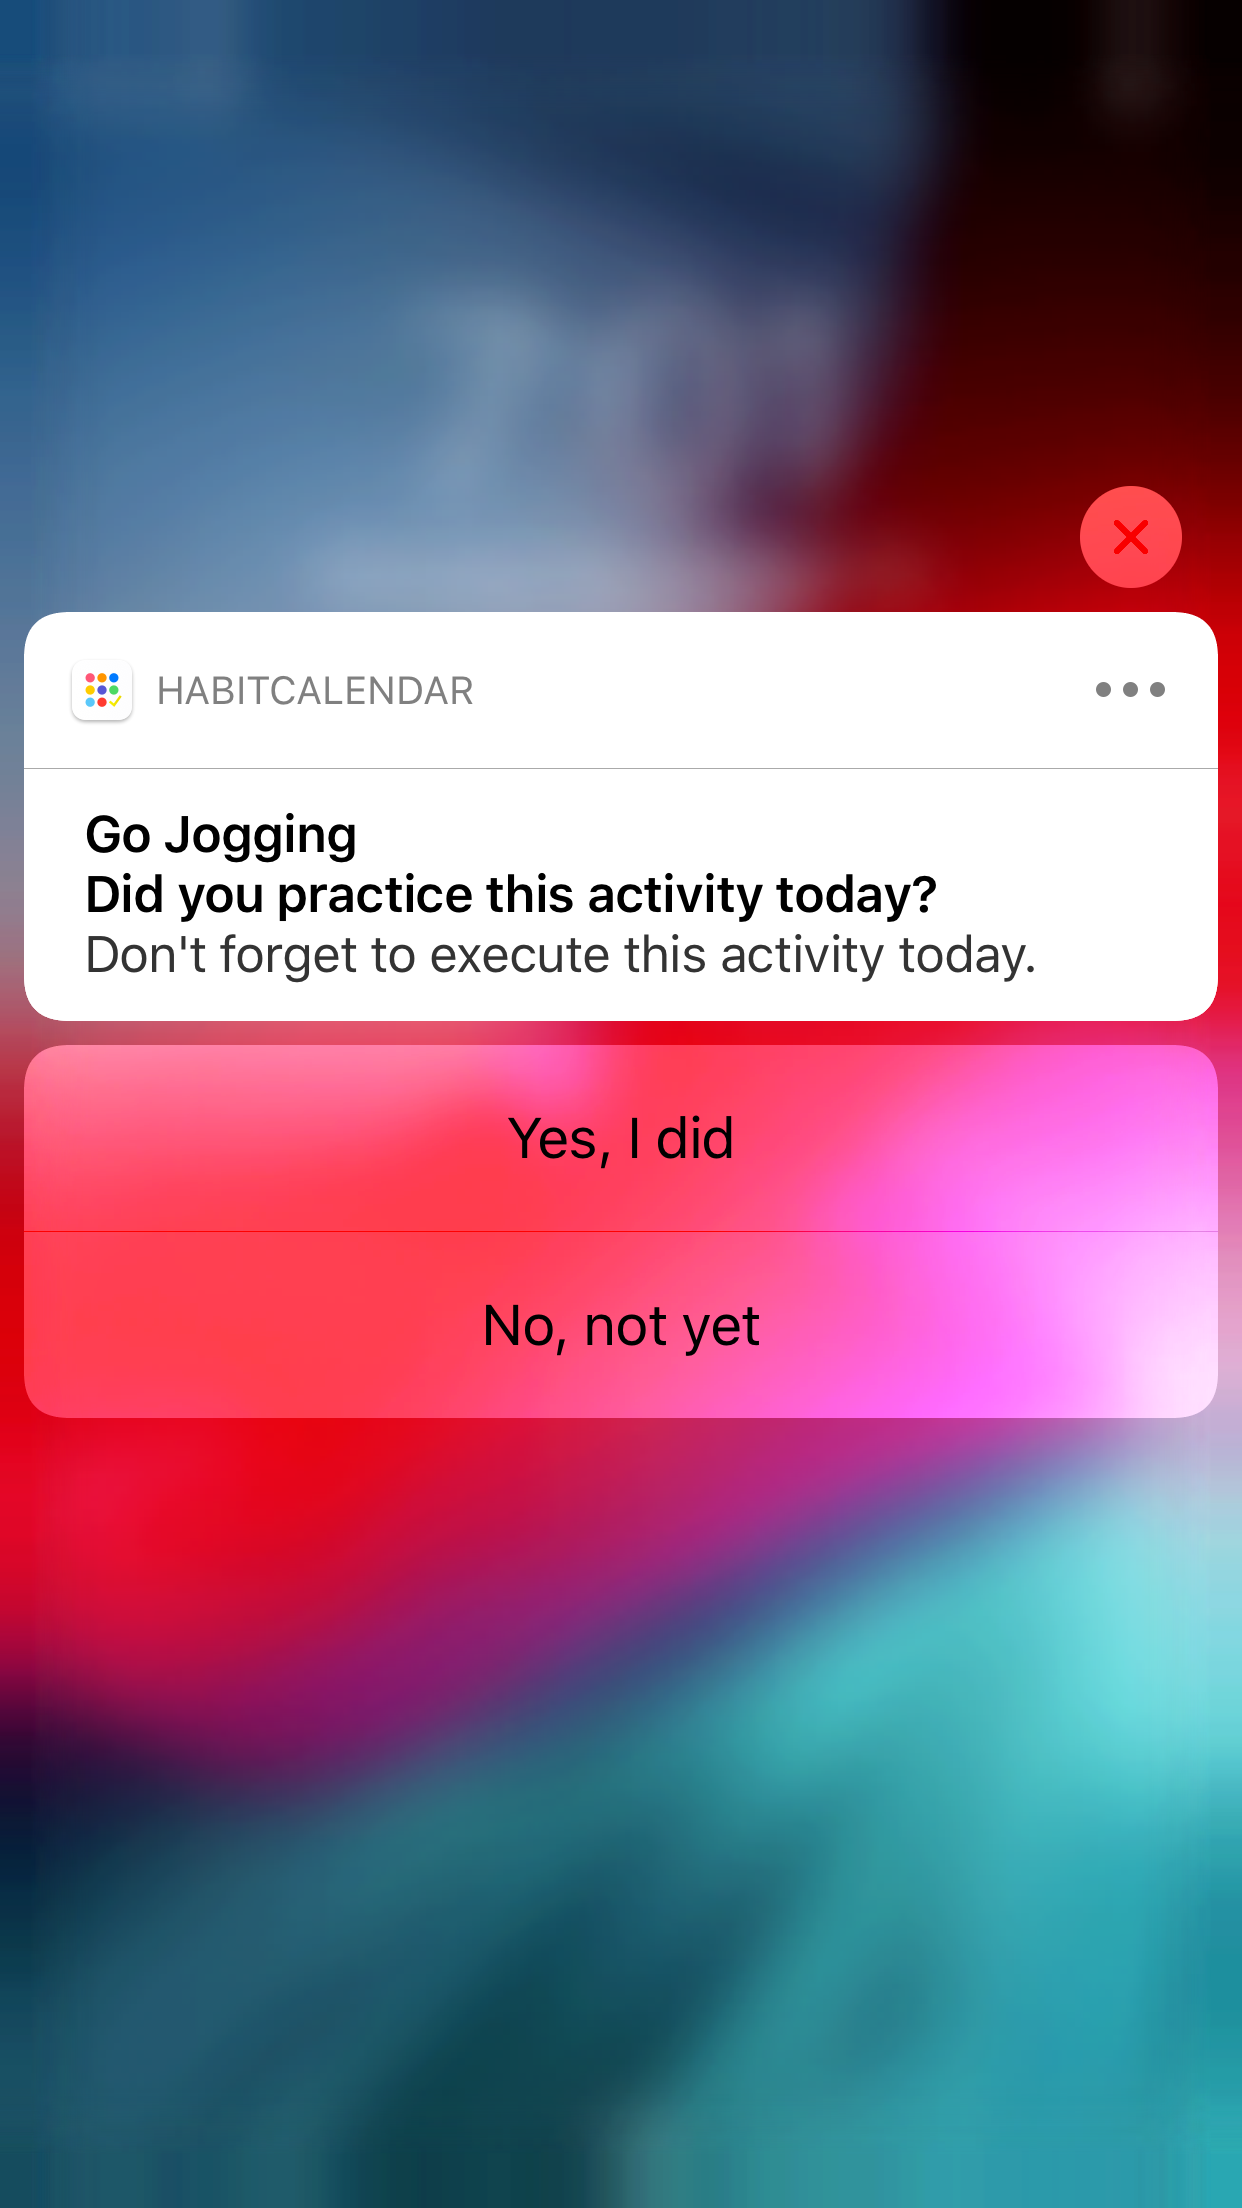 HABITCALENDAR
Go Jogging
Did you practice this activity today?
Don't forget to execute this activity today.
Yes, I did
No, not yet